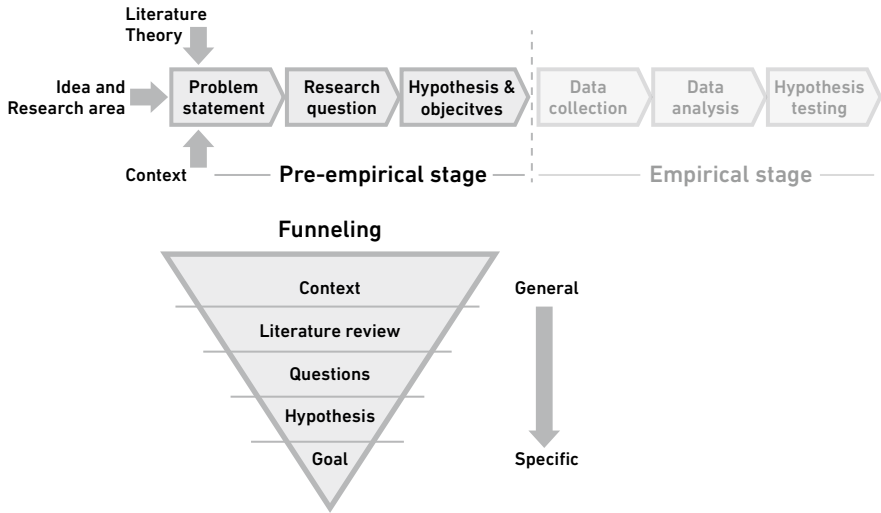 Literature
Theory
Idea and
Research area
Problem
statement
Research
question
Hypothesis &
objecitves
Data
collection
Data
analysis
Hypothesis
testing
Context
Pre-empirical stage
Empirical stage
Funneling
Context
General
Literature review
Questions
Hypothesis
Goal
Specific